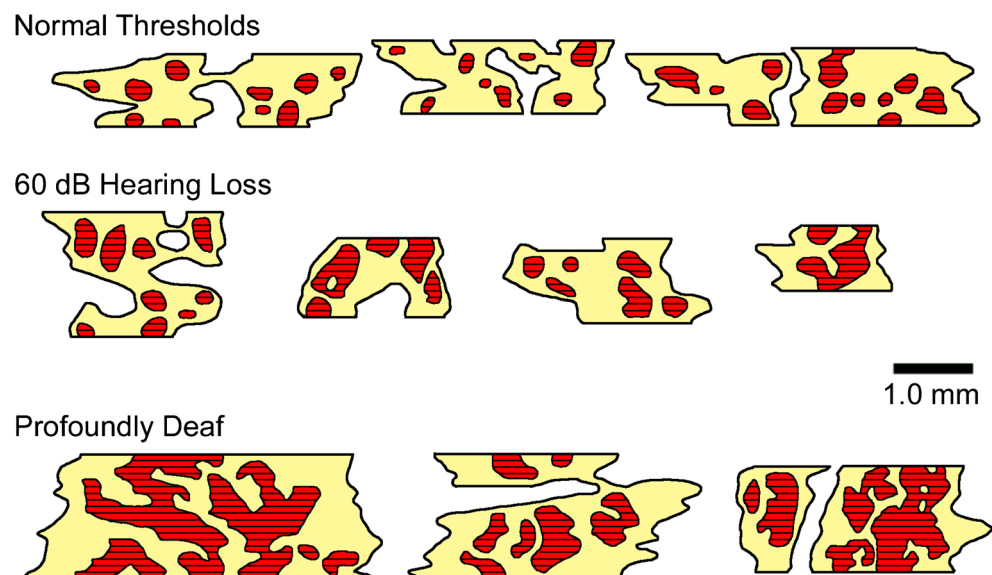 Normal Thresholds
60 dB Hearing Loss
1.0 mm
Profoundly Deaf